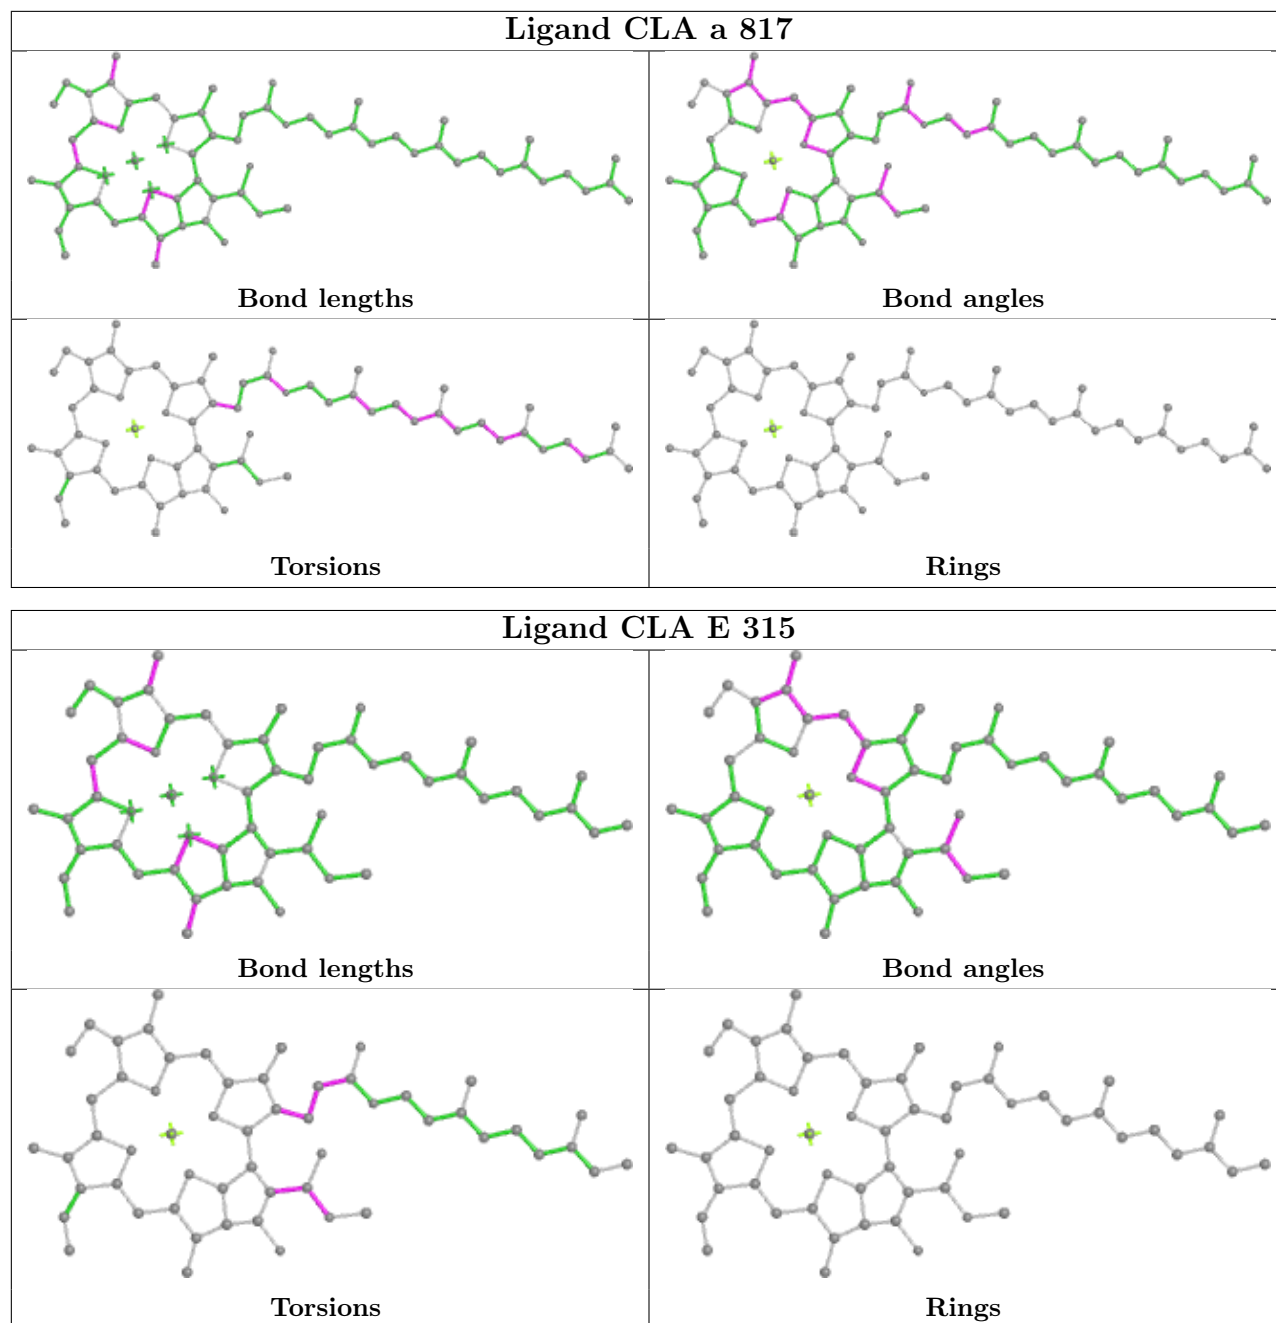 Ligand CLA a 817
Bond lengths
Bond angles
Torsions
Rings
Ligand CLA E 315
Bond lengths
Bond angles
Torsions
Rings